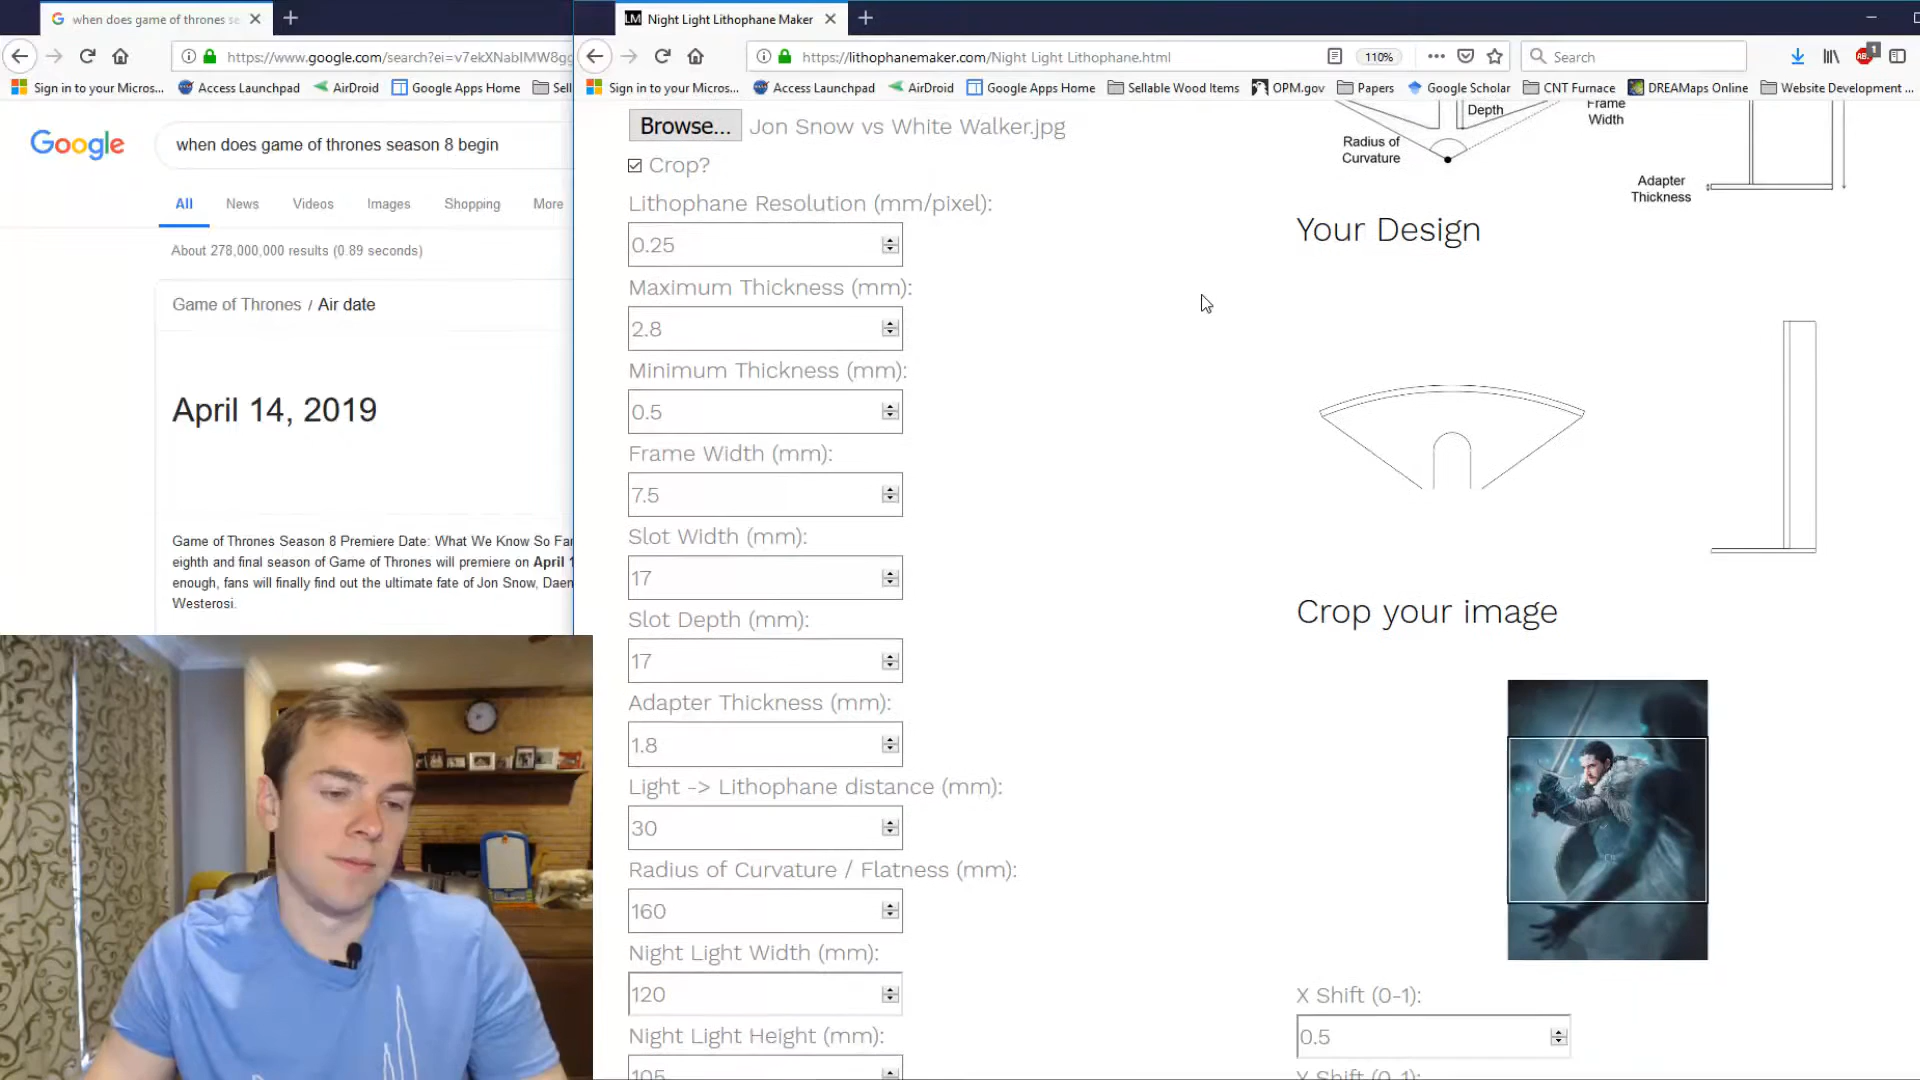 when does game of thrones se
https://www.google.com/search?ei=v7ekXNabIMW8gg
Sign in to your Micros...
Access Launchpad
AirDroid
Google Apps Home
Sell
Google
when does game of thrones season 8 begin
All
News
Videos
Images
Shopping
More
About 278,000,000 results (0.89 seconds)
Game of Thrones / Air date
April 14, 2019
Game of Thrones Season 8 Premiere Date: What We Know So Far
eighth and final season of Game of Thrones will premiere on April 1
enough, fans will finally find out the ultimate fate of Jon Snow, Daen
Westerosi.
LM
Night Light Lithophane Maker
https://lithophanemaker.com/Night Light Lithophane.html
110%
Search
1
Sign in to your Micros...
Access Launchpad
AirDroid
Google Apps Home
Sellable Wood Items
OPM.gov
Papers
Google Scholar
CNT Furnace
DREAMaps Online
Website Development ...
Browse...
Jon Snow vs White Walker.jpg
Crop?
Lithophane Resolution (mm/pixel):
0.25
Maximum Thickness (mm):
2.8
Minimum Thickness (mm):
0.5
Frame Width (mm):
7.5
Slot Width (mm):
17
Slot Depth (mm):
17
Adapter Thickness (mm):
1.8
Light -> Lithophane distance (mm):
30
Radius of Curvature / Flatness (mm):
160
Night Light Width (mm):
120
Night Light Height (mm):
105
Depth
Radius of
Curvature
Frame
Width
Adapter
Thickness
Your Design
Crop your image
X Shift (0-1):
0.5
Y Shift (0-1):